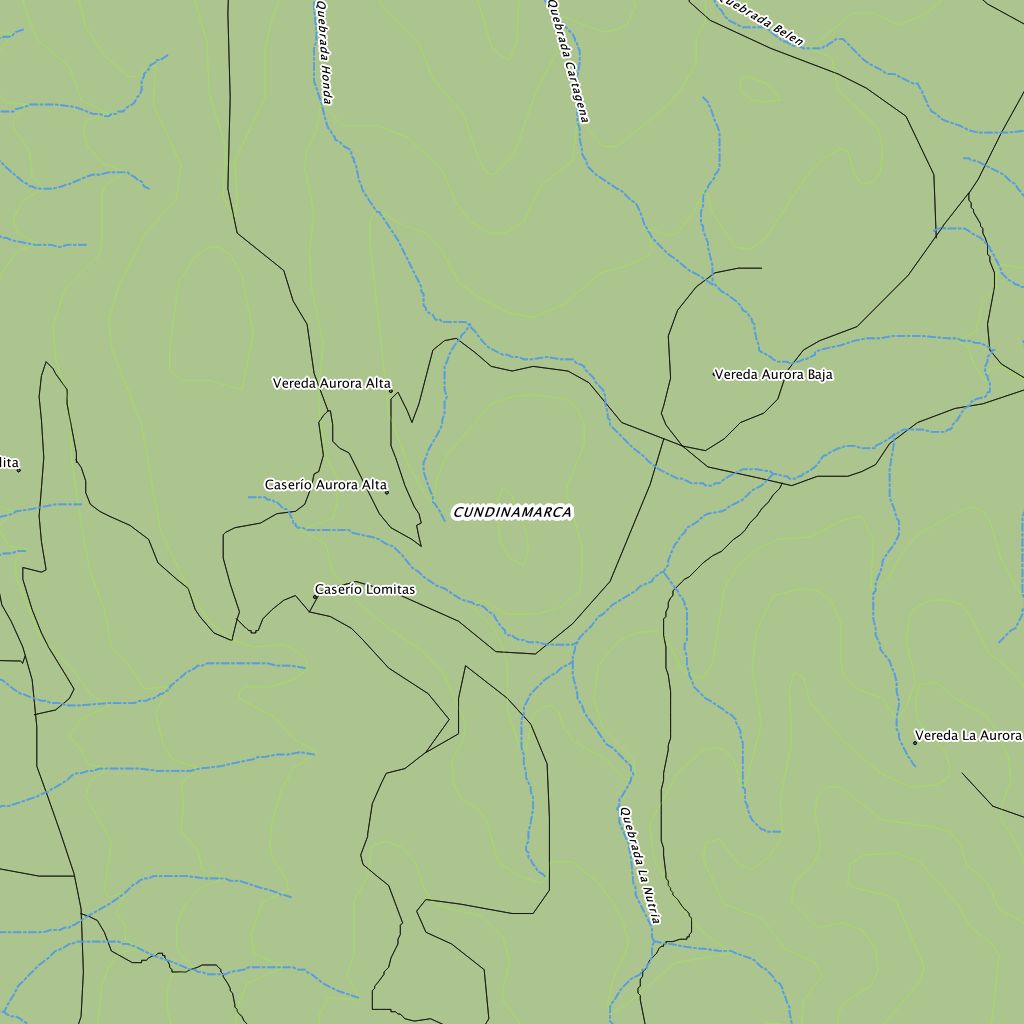 Quebrada Honda
Quebrada Cartagena
Quebrada Belen
Vereda Aurora Alta
Vereda Aurora Baja
lita
Caserío Aurora Alta
CUNDINAMARCA
Caserío Lomitas
Vereda La Aurora
Quebrada La Nutria